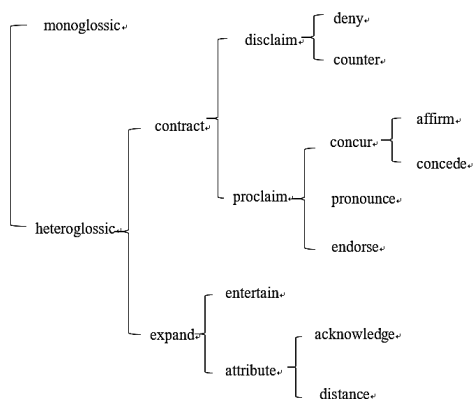 monoglossic
heteroglossic
contract
disclaim
deny
counter
proclaim
concur
affirm
concede
pronounce
endorse
expand
entertain
attribute
acknowledge
distance